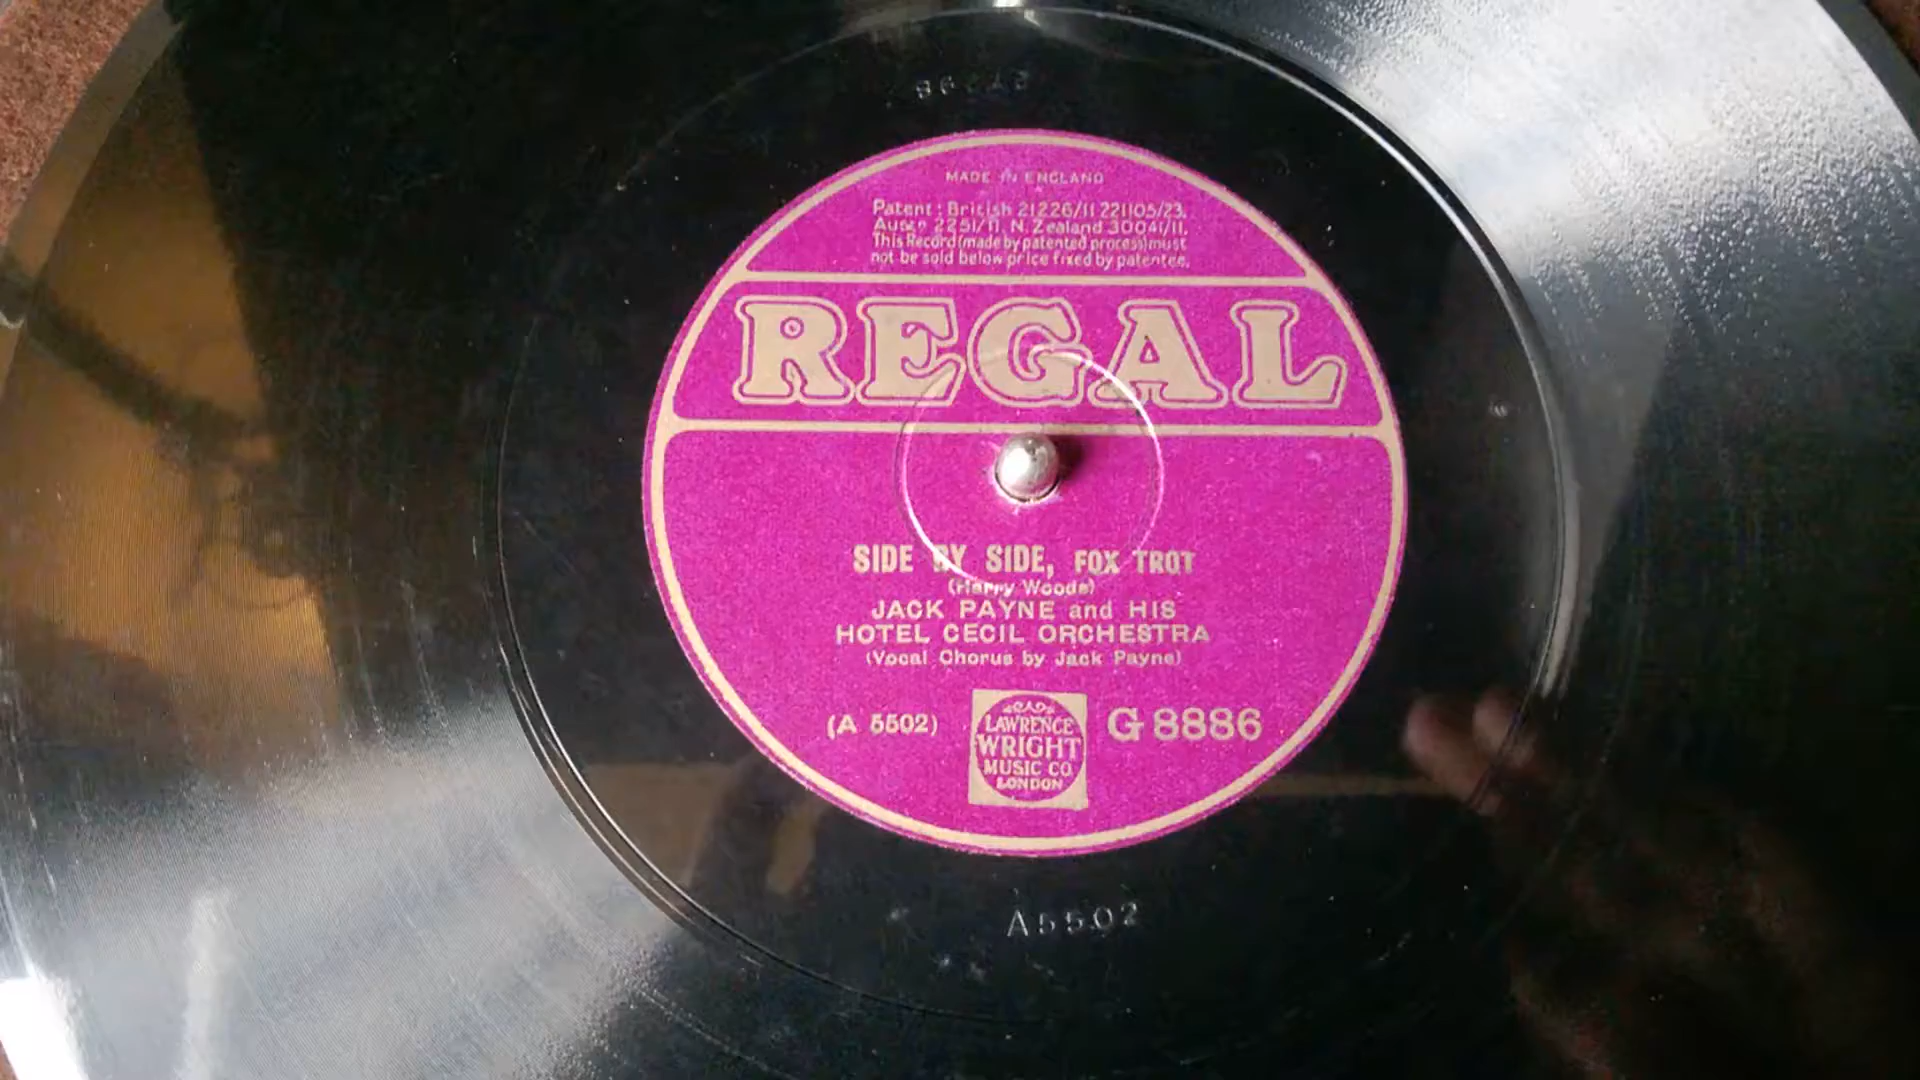 MADE IN ENGLAND
Patent: British 21226/11 221105/23.
2251/11. N. Zealand 30041/11.
This Record (made by patented process) must
not be sold below price fixed by patentee.
REGAL
SIDE BY SIDE, FOX TROT
(Harry Woods)
JACK PAYNE and HIS
HOTEL CECIL ORCHESTRA
(Vocal Chorus by Jack Payne)
(A 5502)
LAWRENCE
WRIGHT
MUSIC CO
LONDON
G 8886
A5502